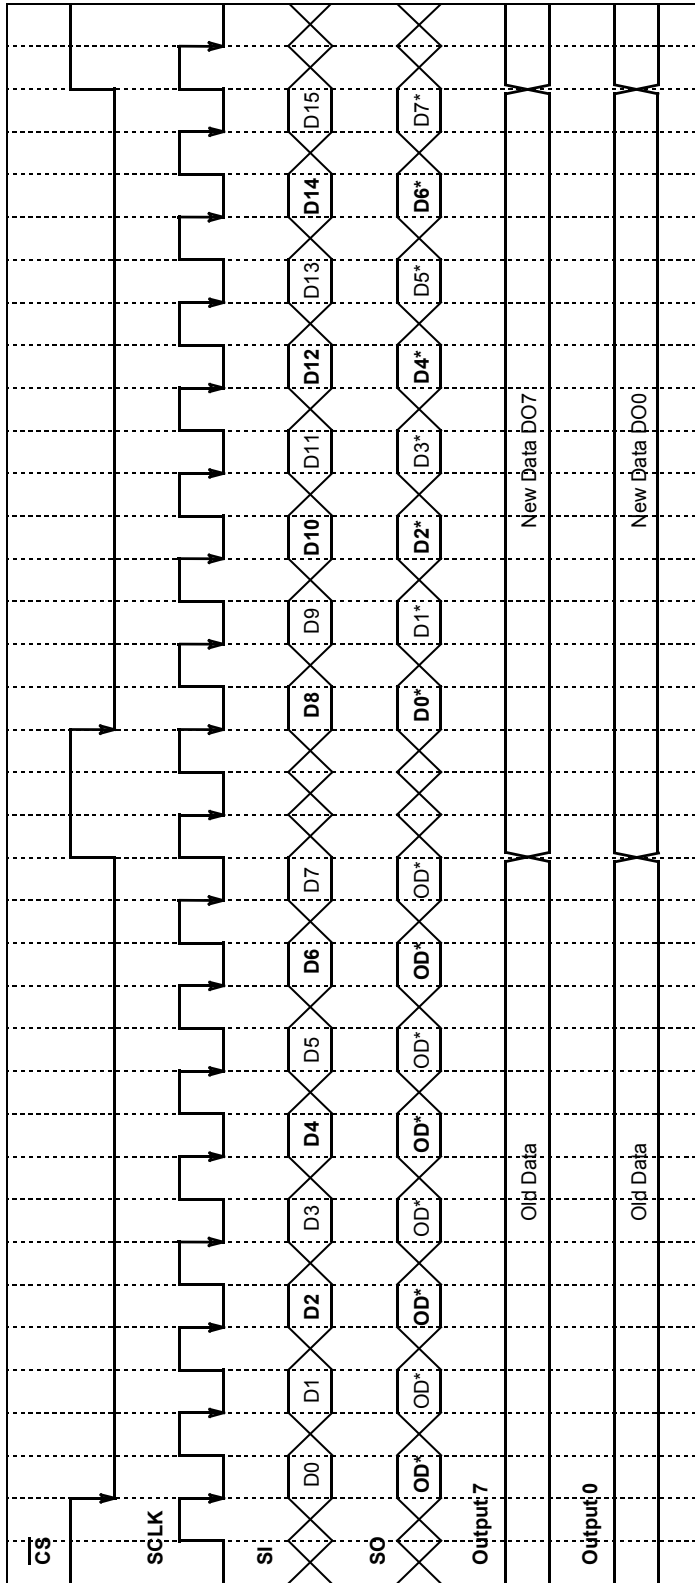 CS
SCLK
SI
D0 D1 D2 D3 D4 D5 D6 D7 D8 D9 D10 D11 D12 D13 D14 D15
SO
OD* OD* OD* OD* OD* OD* OD* OD* D0* D1* D2* D3* D4* D5* D6* D7*
Output 7
Old Data New Data DO7
Output 0
Old Data New Data DO0